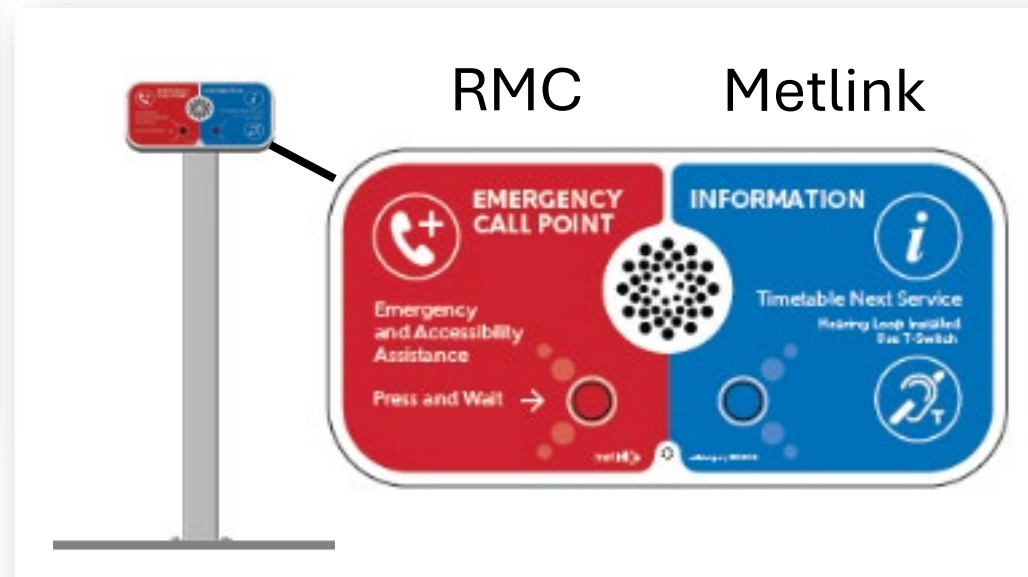 RMC
Metlink
EMERGENCY
CALL POINT
INFORMATION
i
Emergency
and Accessibility
Assistance
Timetable Next Service
Hearing Loop Installed
Use T-Switch
Press and Wait →
T